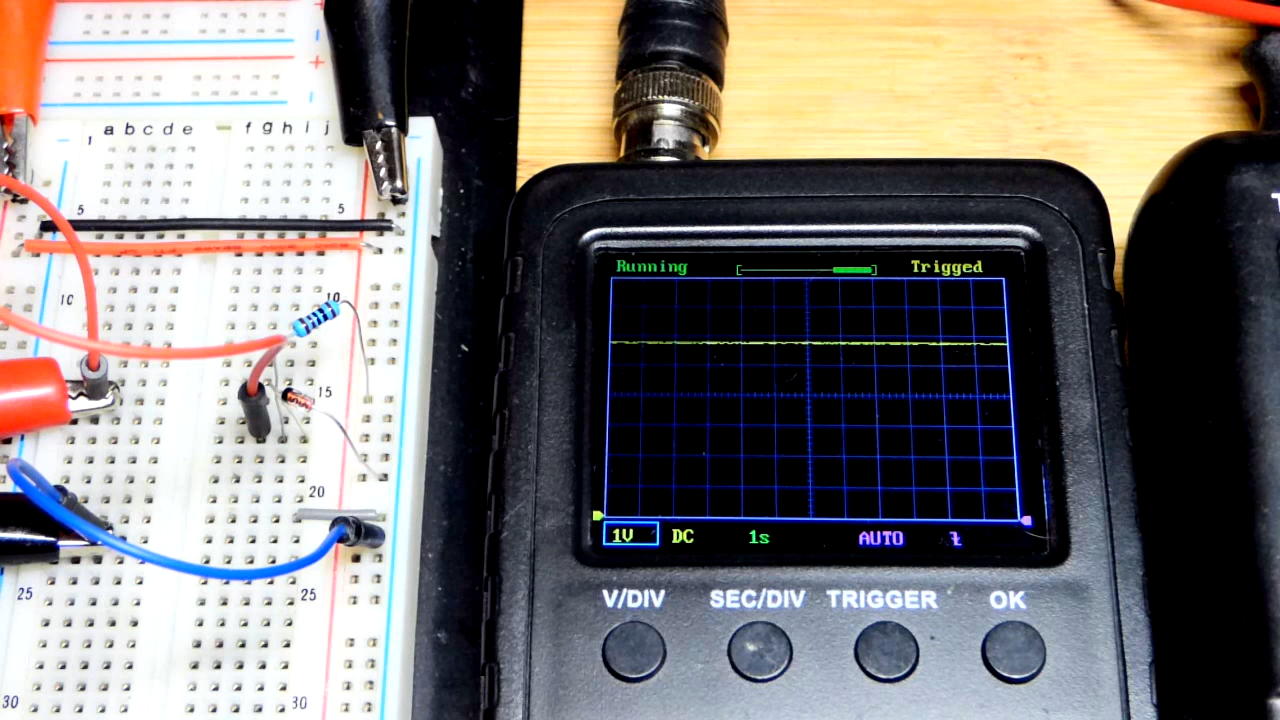 a b c d e
f g h i j
1
5
5
10
10
15
20
25
25
30
30
Running
Trigged
1V
DC
1s
AUTO
V/DIV
SEC/DIV
TRIGGER
OK